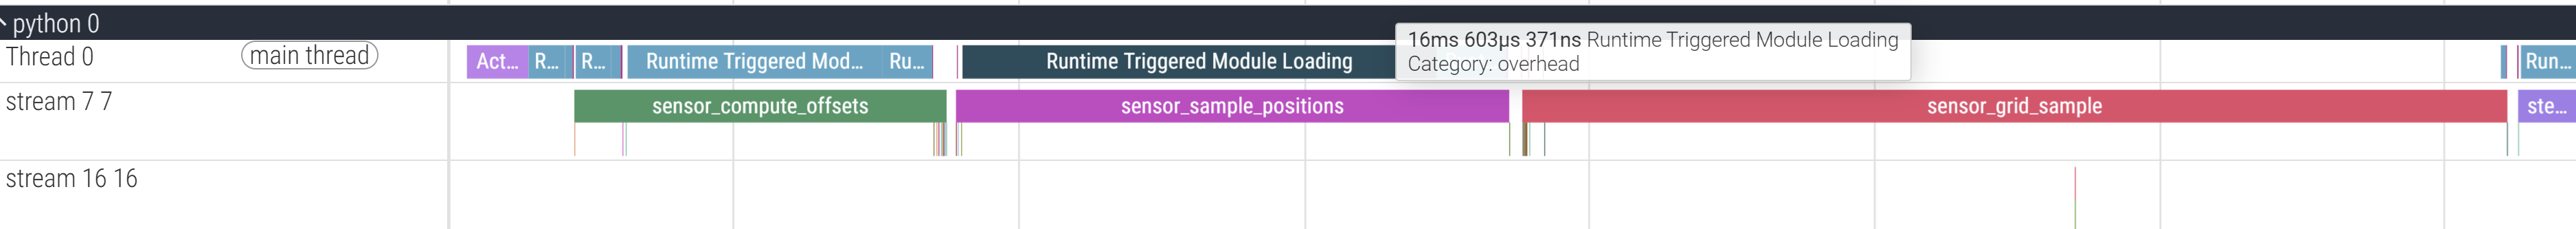 python 0
Thread 0 main thread Act... R... R... Runtime Triggered Mod... Ru... Runtime Triggered Module Loading Run...
16ms 603µs 371ns Runtime Triggered Module Loading
Category: overhead
stream 7 7 sensor_compute_offsets sensor_sample_positions sensor_grid_sample ste...
stream 16 16